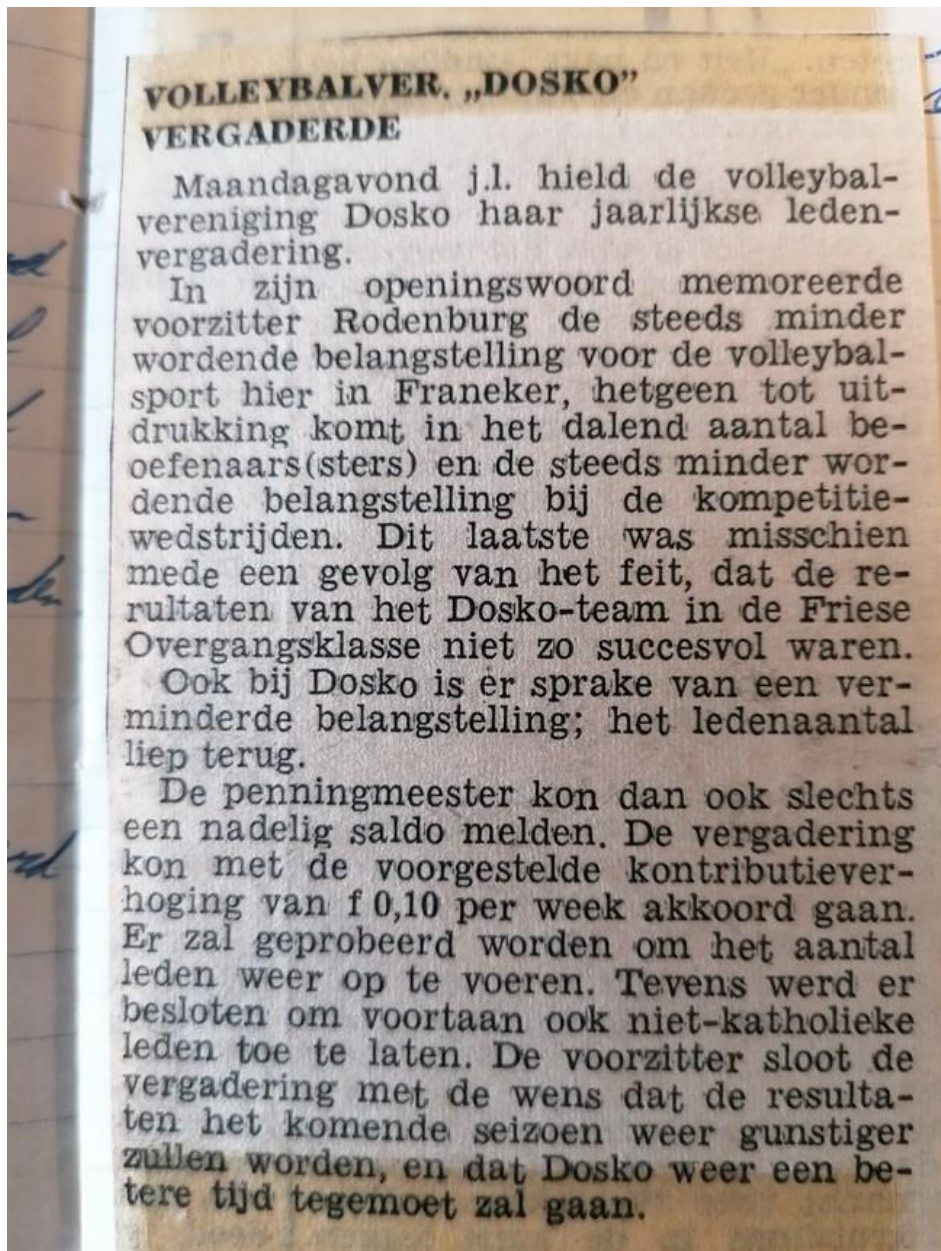 VOLLEYBALVER. „DOSKO”
VERGADERDE
Maandagavond j.l. hield de volleybal-
vereniging Dosko haar jaarlijkse leden-
vergadering.
In zijn openingswoord memoreerde
voorzitter Rodenburg de steeds minder
wordende belangstelling voor de volleybal-
sport hier in Franeker, hetgeen tot uit-
drukking komt in het dalend aantal be-
oefenaars(sters) en de steeds minder wor-
dende belangstelling bij de kompetitie-
wedstrijden. Dit laatste was misschien
mede een gevolg van het feit, dat de re-
rultaten van het Dosko-team in de Friese
Overgangsklasse niet zo succesvol waren.
Ook bij Dosko is er sprake van een ver-
minderde belangstelling; het ledenaantal
liep terug.
De penningmeester kon dan ook slechts
een nadelig saldo melden. De vergadering
kon met de voorgestelde kontributiever-
hoging van f 0,10 per week akkoord gaan.
Er zal geprobeerd worden om het aantal
leden weer op te voeren. Tevens werd er
besloten om voortaan ook niet-katholieke
leden toe te laten. De voorzitter sloot de
vergadering met de wens dat de resulta-
ten het komende seizoen weer gunstiger
zullen worden, en dat Dosko weer een be-
tere tijd tegemoet zal gaan.